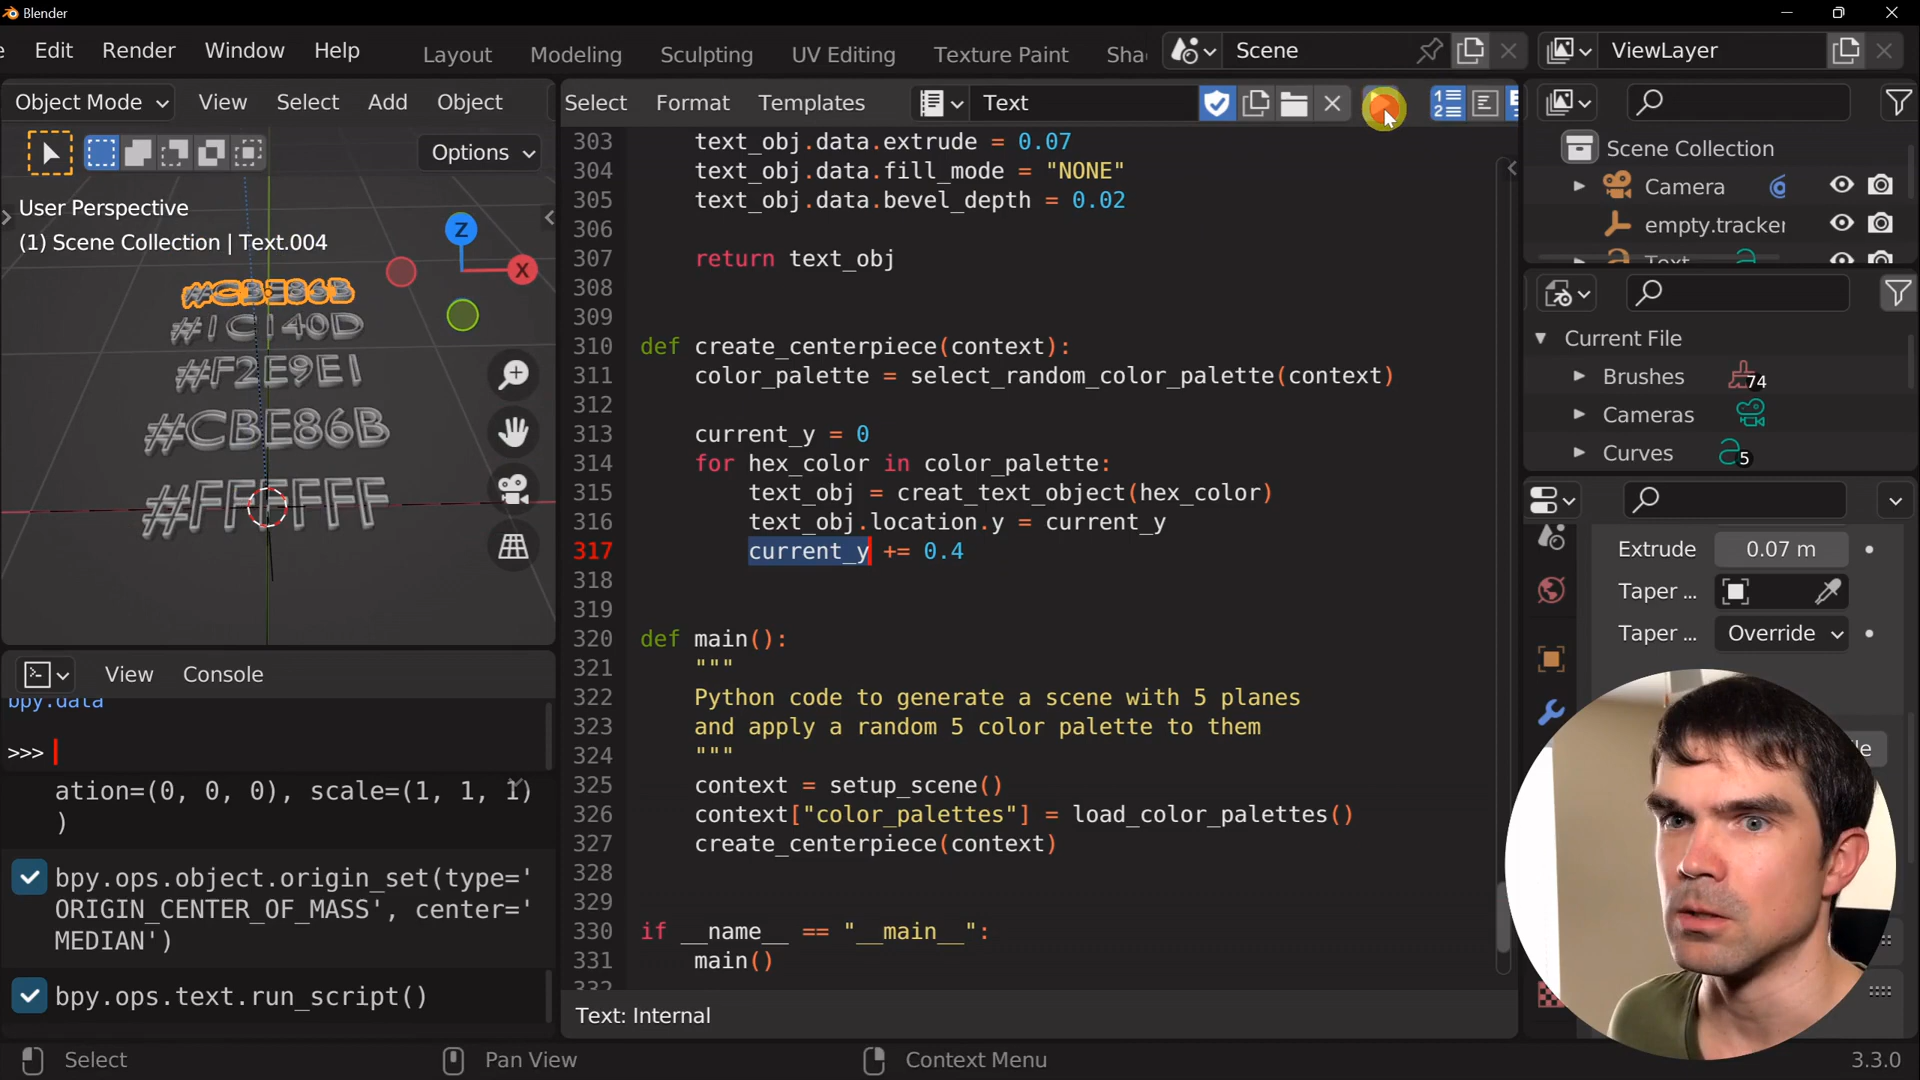 Blender
Edit Render Window Help Layout Modeling Sculpting UV Editing Texture Paint Sha Scene ViewLayer
Object Mode View Select Add Object
Select Format Templates Text
Options
User Perspective
(1) Scene Collection | Text.004
Z
X
#CBE86B
#1C140D
#F2E9E1
#CBE86B
#FFFFFF
303 text_obj.data.extrude = 0.07
304 text_obj.data.fill_mode = "NONE"
305 text_obj.data.bevel_depth = 0.02
306
307 return text_obj
308
309
310 def create_centerpiece(context):
311 color_palette = select_random_color_palette(context)
312
313 current_y = 0
314 for hex_color in color_palette:
315 text_obj = creat_text_object(hex_color)
316 text_obj.location.y = current_y
317 current_y += 0.4
318
319
320 def main():
321 """
322 Python code to generate a scene with 5 planes
323 and apply a random 5 color palette to them
324 """
325 context = setup_scene()
326 context["color_palettes"] = load_color_palettes()
327 create_centerpiece(context)
328
329
330 if __name__ == "__main__":
331 main()
332
Text: Internal
View Console
bpy.data
>>>
ation=(0, 0, 0), scale=(1, 1, 1)
)
bpy.ops.object.origin_set(type='
ORIGIN_CENTER_OF_MASS', center='
MEDIAN')
bpy.ops.text.run_script()
Scene Collection
Camera
empty.tracker
Text
Current File
Brushes 74
Cameras
Curves 5
Extrude 0.07 m
Taper ...
Taper ... Override
Select Pan View Context Menu 3.3.0